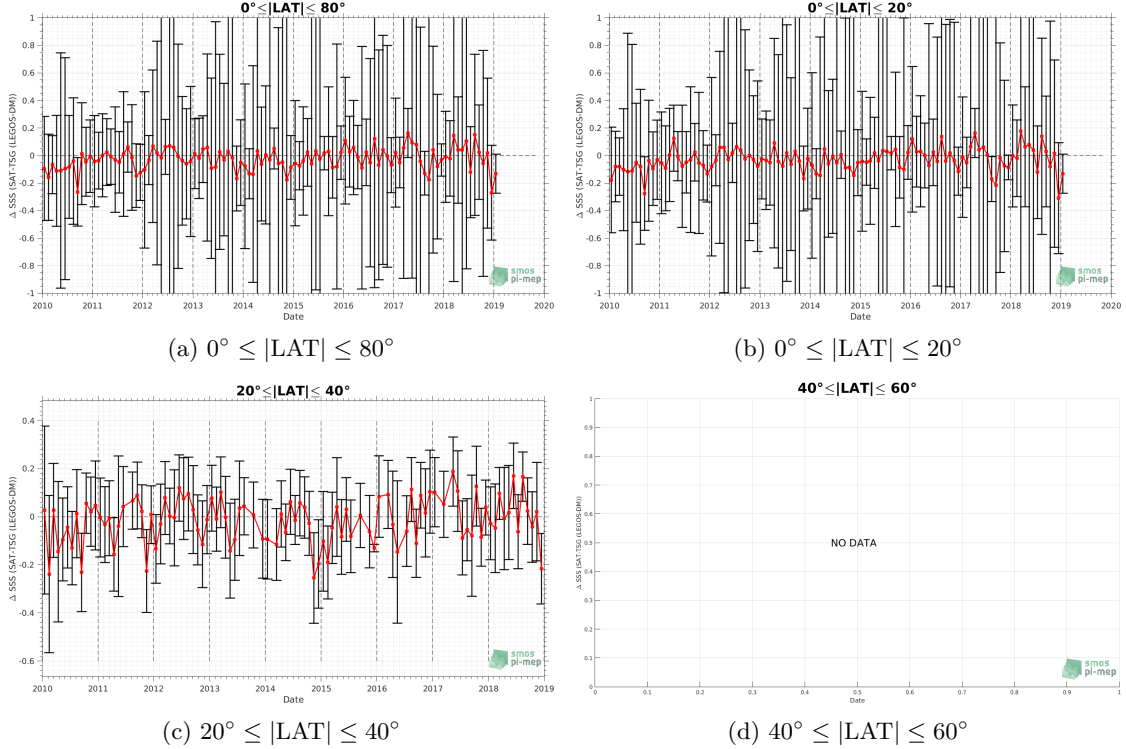 0°≤|LAT|≤ 80°
Δ SSS (SAT-TSG (LEGOS-DM))
1
0.8
0.6
0.4
0.2
0
-0.2
-0.4
-0.6
-0.8
-1
2010 2011 2012 2013 2014 2015 2016 2017 2018 2019 2020
Date
smos
pi-mep
(a) 0° ≤ |LAT| ≤ 80°
0°≤|LAT|≤ 20°
Δ SSS (SAT-TSG (LEGOS-DM))
1
0.8
0.6
0.4
0.2
0
-0.2
-0.4
-0.6
-0.8
-1
2010 2011 2012 2013 2014 2015 2016 2017 2018 2019 2020
Date
smos
pi-mep
(b) 0° ≤ |LAT| ≤ 20°
20°≤|LAT|≤ 40°
Δ SSS (SAT-TSG (LEGOS-DM))
0.4
0.2
0
-0.2
-0.4
-0.6
2010 2011 2012 2013 2014 2015 2016 2017 2018 2019
Date
smos
pi-mep
(c) 20° ≤ |LAT| ≤ 40°
40°≤|LAT|≤ 60°
Δ SSS (SAT-TSG (LEGOS-DM))
1
0.9
0.8
0.7
0.6
0.5
0.4
0.3
0.2
0.1
0
NO DATA
0 0.1 0.2 0.3 0.4 0.5 0.6 0.7 0.8 0.9 1
Date
smos
pi-mep
(d) 40° ≤ |LAT| ≤ 60°